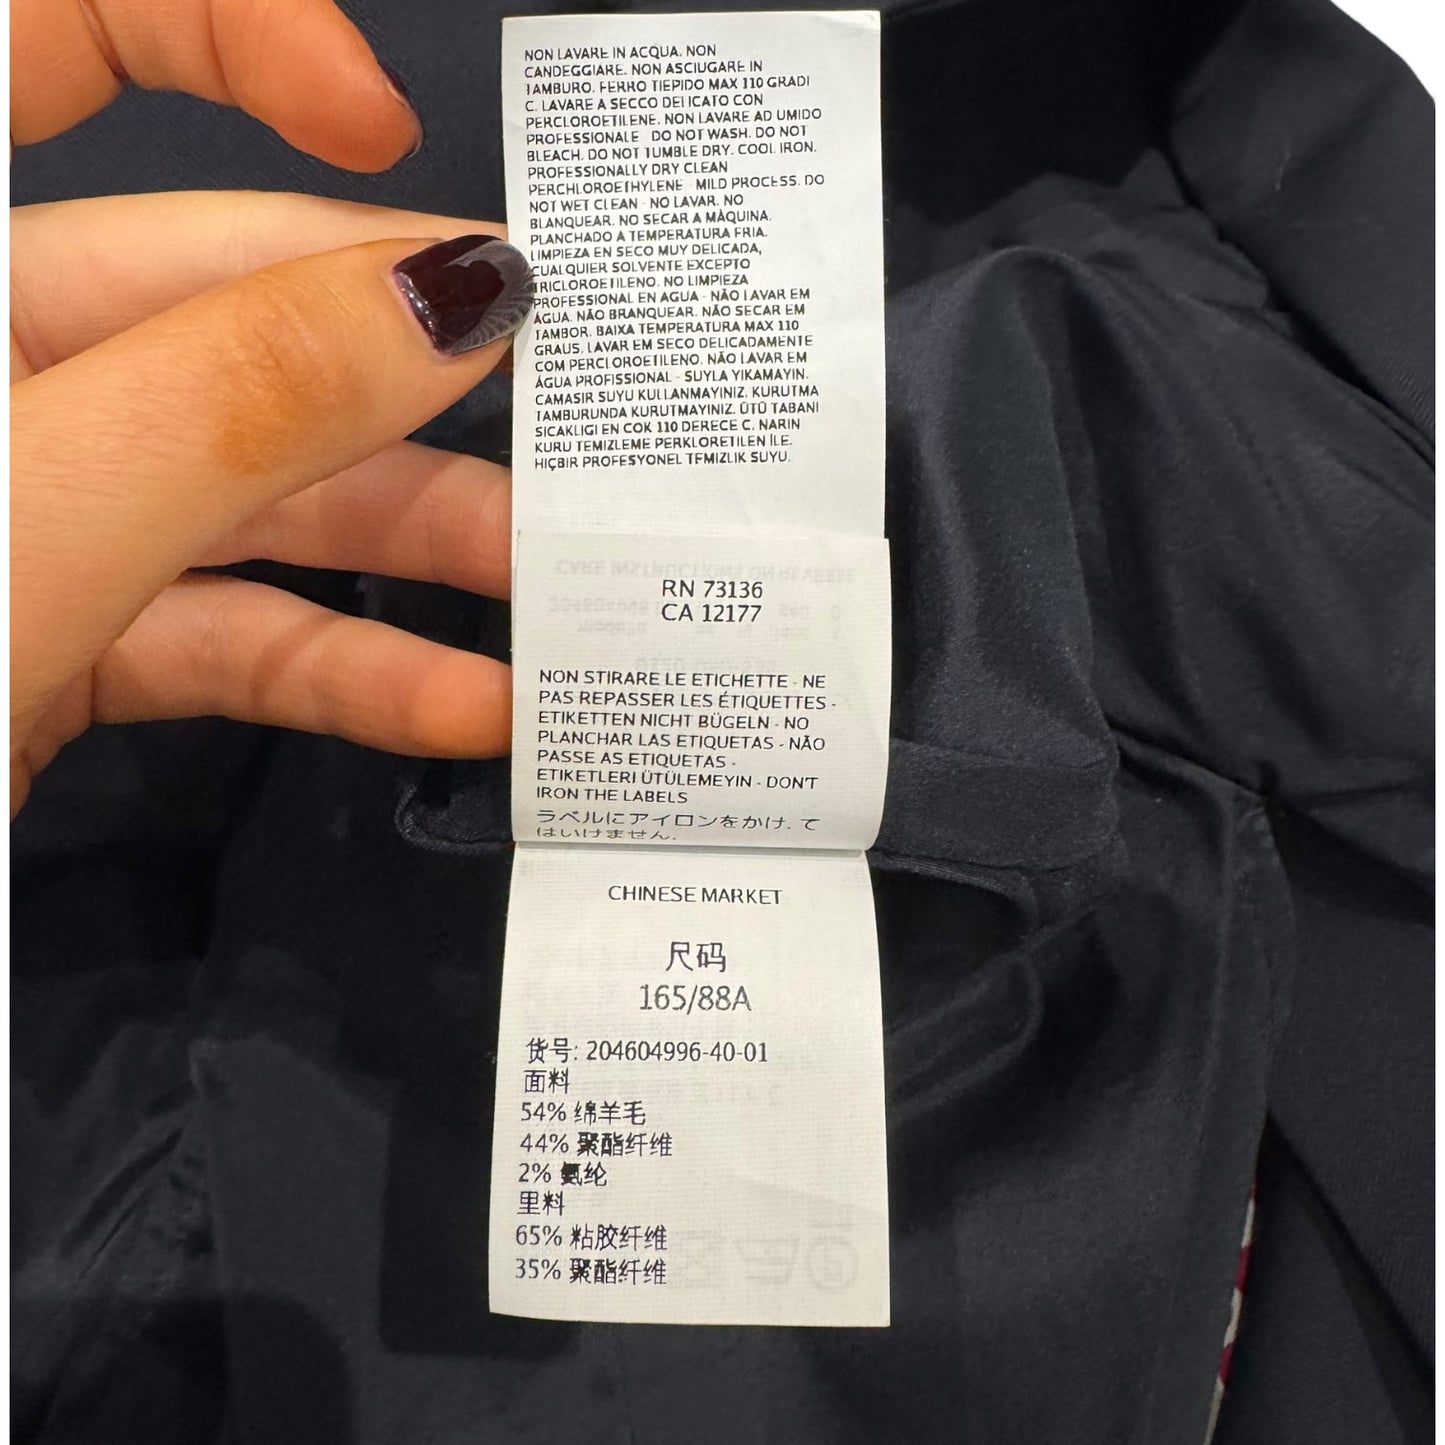 NON LAVARE IN ACQUA. NON
CANDEGGIARE. NON ASCIUGARE IN
TAMBURO. FERRO TIEPIDO MAX 110 GRADI
C. LAVARE A SECCO DELICATO CON
PERCLOROETILENE. NON LAVARE AD UMIDO
PROFESSIONALE - DO NOT WASH. DO NOT
BLEACH. DO NOT TUMBLE DRY. COOL IRON.
PROFESSIONALLY DRY CLEAN
PERCHLOROETHYLENE - MILD PROCESS. DO
NOT WET CLEAN - NO LAVAR. NO
BLANQUEAR. NO SECAR A MÀQUINA.
PLANCHADO A TEMPERATURA FRIA.
LIMPIEZA EN SECO MUY DELICADA,
CUALQUIER SOLVENTE EXCEPTO
TRICLOROETILENO. NO LIMPIEZA
PROFESSIONAL EN AGUA - NÃO LAVAR EM
ÁGUA. NÃO BRANQUEAR. NÃO SECAR EM
TAMBOR. BAIXA TEMPERATURA MAX 110
GRAUS. LAVAR EM SECO DELICADAMENTE
COM PERCLOROETILENO. NÃO LAVAR EM
ÁGUA PROFISSIONAL - SUYLA YIKAMAYIN.
CAMASIR SUYU KULLANMAYINIZ. KURUTMA
TAMBURUNDA KURUTMAYINIZ. ÜTÜ TABANI
SICAKLIGI EN COK 110 DERECE C. NARIN
KURU TEMIZLEME PERKLORETILEN İLE.
HIÇBIR PROFESYONEL TEMIZLIK SUYU.
RN 73136
CA 12177
NON STIRARE LE ETICHETTE - NE
PAS REPASSER LES ÉTIQUETTES -
ETIKETTEN NICHT BÜGELN - NO
PLANCHAR LAS ETIQUETAS - NÃO
PASSE AS ETIQUETAS -
ETIKETLERI ÜTÜLEMEYIN - DON'T
IRON THE LABELS
ラベルにアイロンをかけ. て
はいけません.
CHINESE MARKET
尺码
165/88A
货号: 204604996-40-01
面料
54% 绵羊毛
44% 聚酯纤维
2% 氨纶
里料
65% 粘胶纤维
35% 聚酯纤维